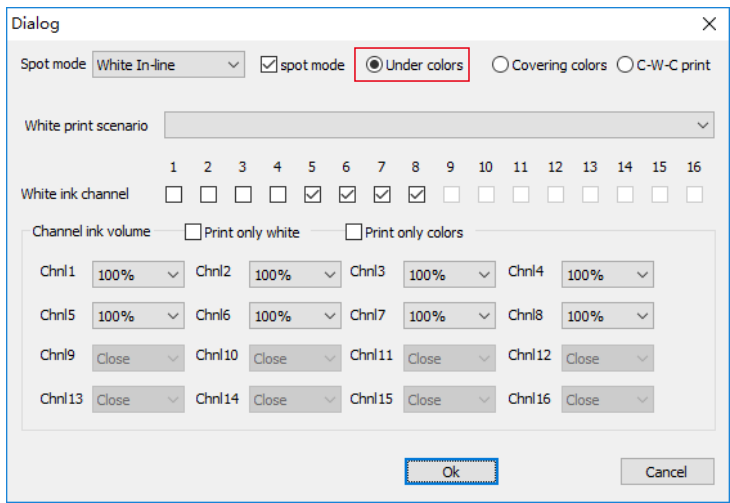 Dialog
Spot mode White In-line spot mode Under colors Covering colors C-W-C print
White print scenario
1 2 3 4 5 6 7 8 9 10 11 12 13 14 15 16
White ink channel
Channel ink volume Print only white Print only colors
Chnl1 100% Chnl2 100% Chnl3 100% Chnl4 100%
Chnl5 100% Chnl6 100% Chnl7 100% Chnl8 100%
Chnl9 Close Chnl10 Close Chnl11 Close Chnl12 Close
Chnl13 Close Chnl14 Close Chnl15 Close Chnl16 Close
Ok Cancel